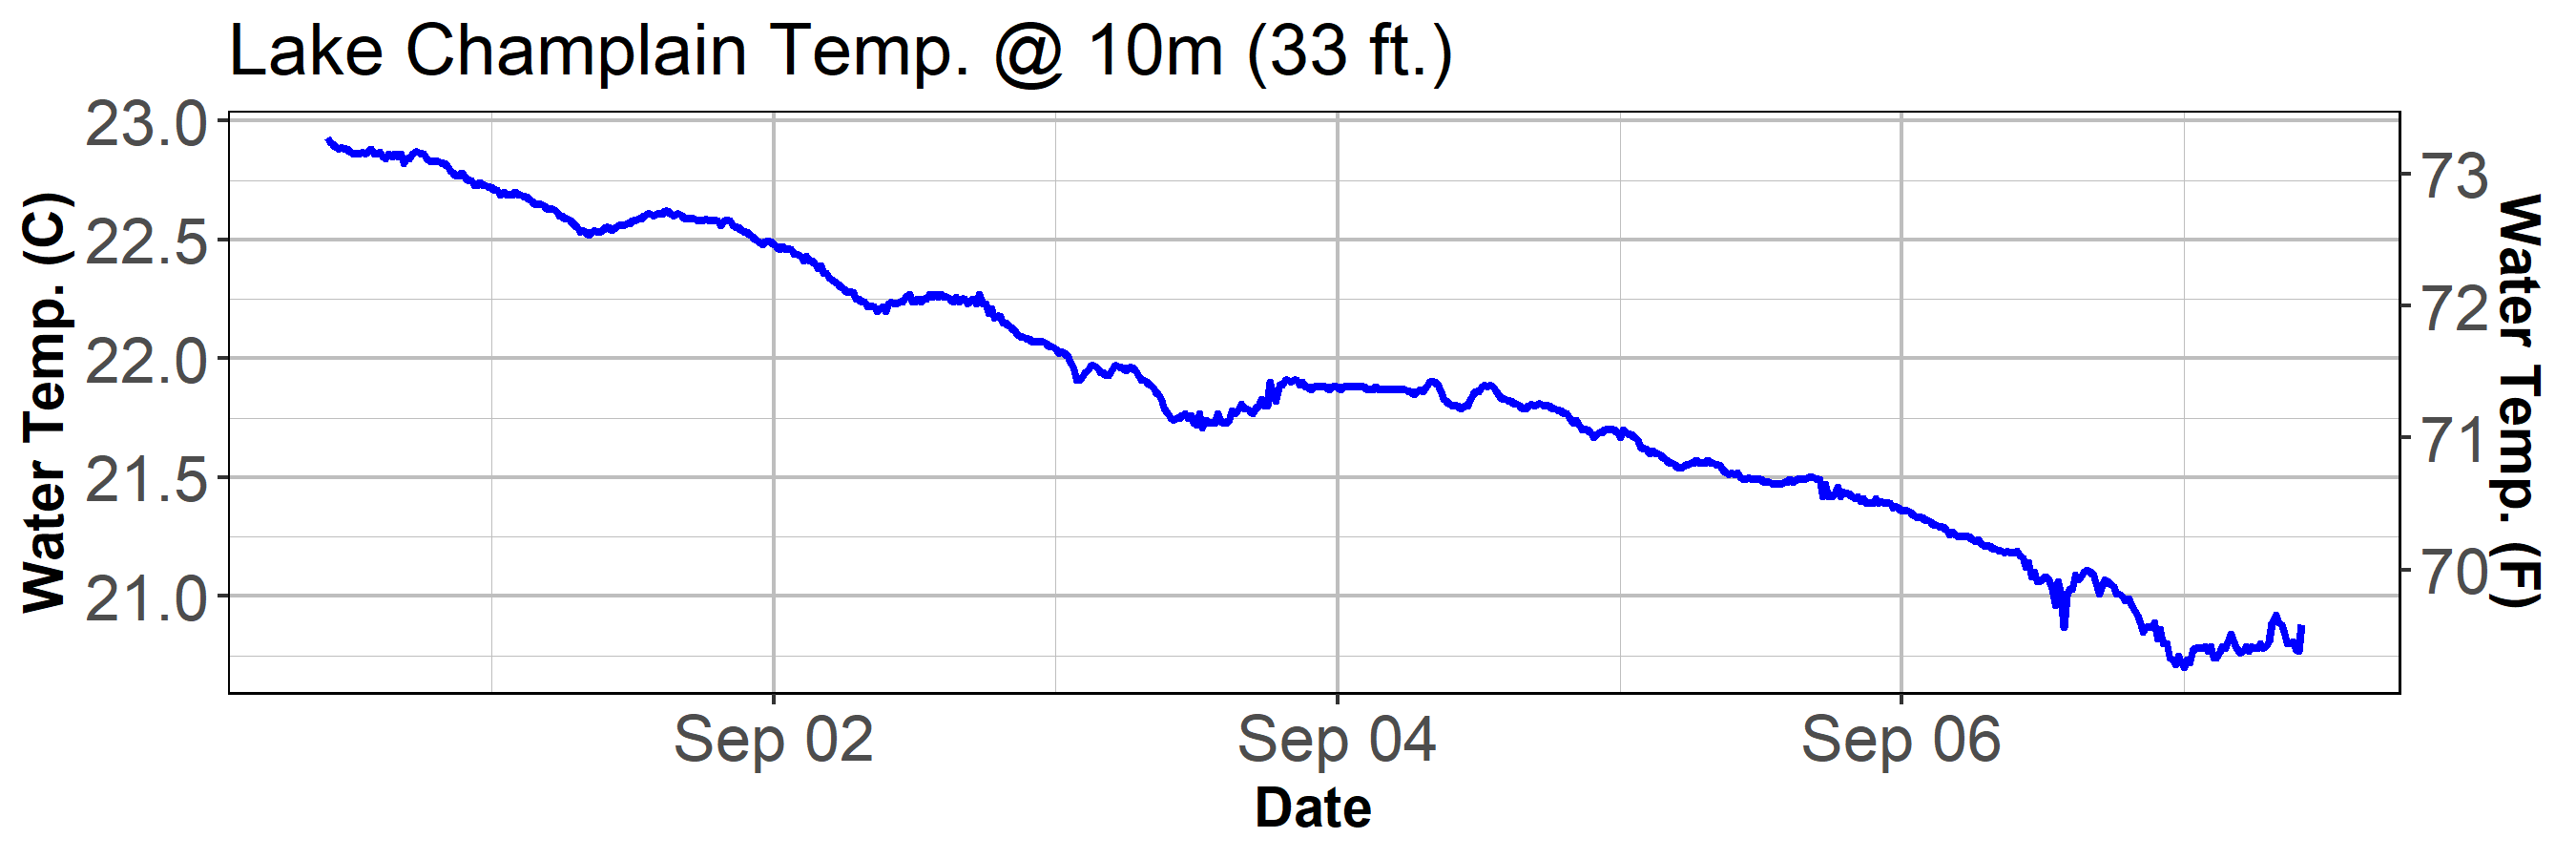 Lake Champlain Temp. @ 10m (33 ft.)
Water Temp. (C)
23.0
22.5
22.0
21.5
21.0
73
72
71
70
Water Temp. (F)
Sep 02 Sep 04 Sep 06
Date